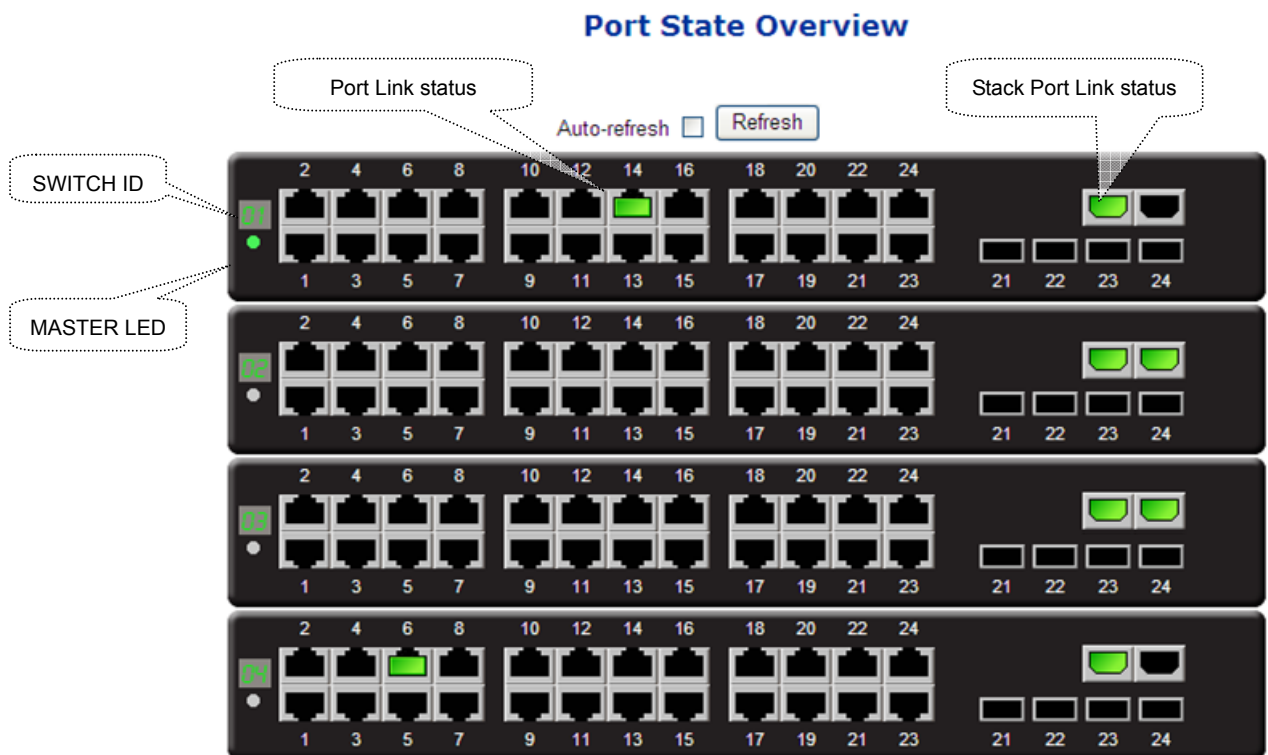 Port State Overview
Port Link status
Stack Port Link status
Auto-refresh Refresh
SWITCH ID
MASTER LED
2 4 6 8 10 12 14 16 18 20 22 24
01
1 3 5 7 9 11 13 15 17 19 21 23 21 22 23 24
2 4 6 8 10 12 14 16 18 20 22 24
02
1 3 5 7 9 11 13 15 17 19 21 23 21 22 23 24
2 4 6 8 10 12 14 16 18 20 22 24
03
1 3 5 7 9 11 13 15 17 19 21 23 21 22 23 24
2 4 6 8 10 12 14 16 18 20 22 24
04
1 3 5 7 9 11 13 15 17 19 21 23 21 22 23 24